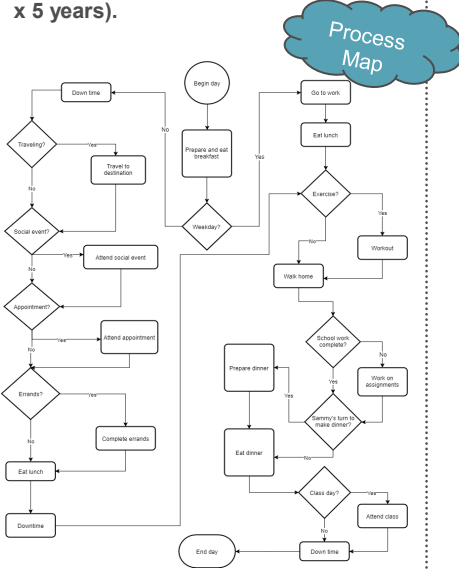 x 5 years).
Process
Map
Begin day
Down time
Go to work
No
Yes
Prepare and eat
breakfast
Eat lunch
Traveling?
Yes
Travel to
destination
No
Weekday?
Exercise?
Yes
No
Social event?
Yes
Attend social event
No
Workout
Walk home
Appointment?
Yes
Attend appointment
No
School work
complete?
No
Yes
Work on
assignments
Prepare dinner
Yes
Sammy's turn to
make dinner?
No
Errands?
Yes
Complete errands
No
Eat lunch
Eat dinner
Class day?
Yes
Attend class
No
Downtime
Down time
End day